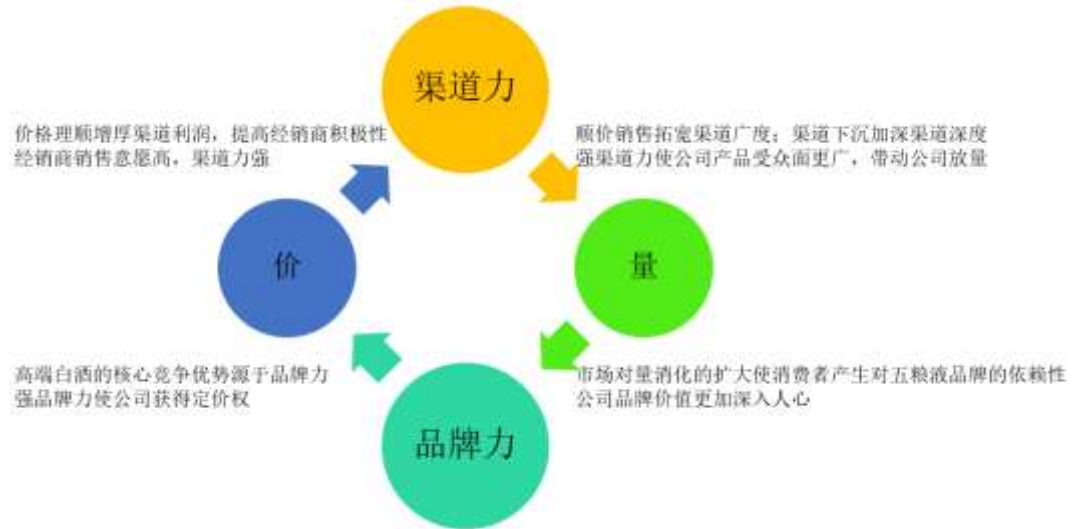 渠道力
价格理顺增厚渠道利润，提高经销商积极性
经销商销售意愿高，渠道力强
顺价销售拓宽渠道广度；渠道下沉加深渠道深度
强渠道力使公司产品受众面更广，带动公司放量
价
量
高端白酒的核心竞争优势源于品牌力
强品牌力使公司获得定价权
市场对量消化的扩大使消费者产生对五粮液品牌的依赖性
公司品牌价值更加深入人心
品牌力